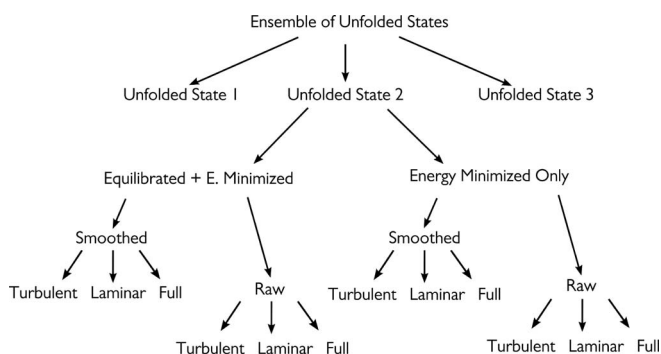 Ensemble of Unfolded States
Unfolded State 1 Unfolded State 2 Unfolded State 3
Equilibrated + E. Minimized Energy Minimized Only
Smoothed Smoothed
Turbulent Laminar Full Raw Turbulent Laminar Full Raw
Turbulent Laminar Full Turbulent Laminar Full